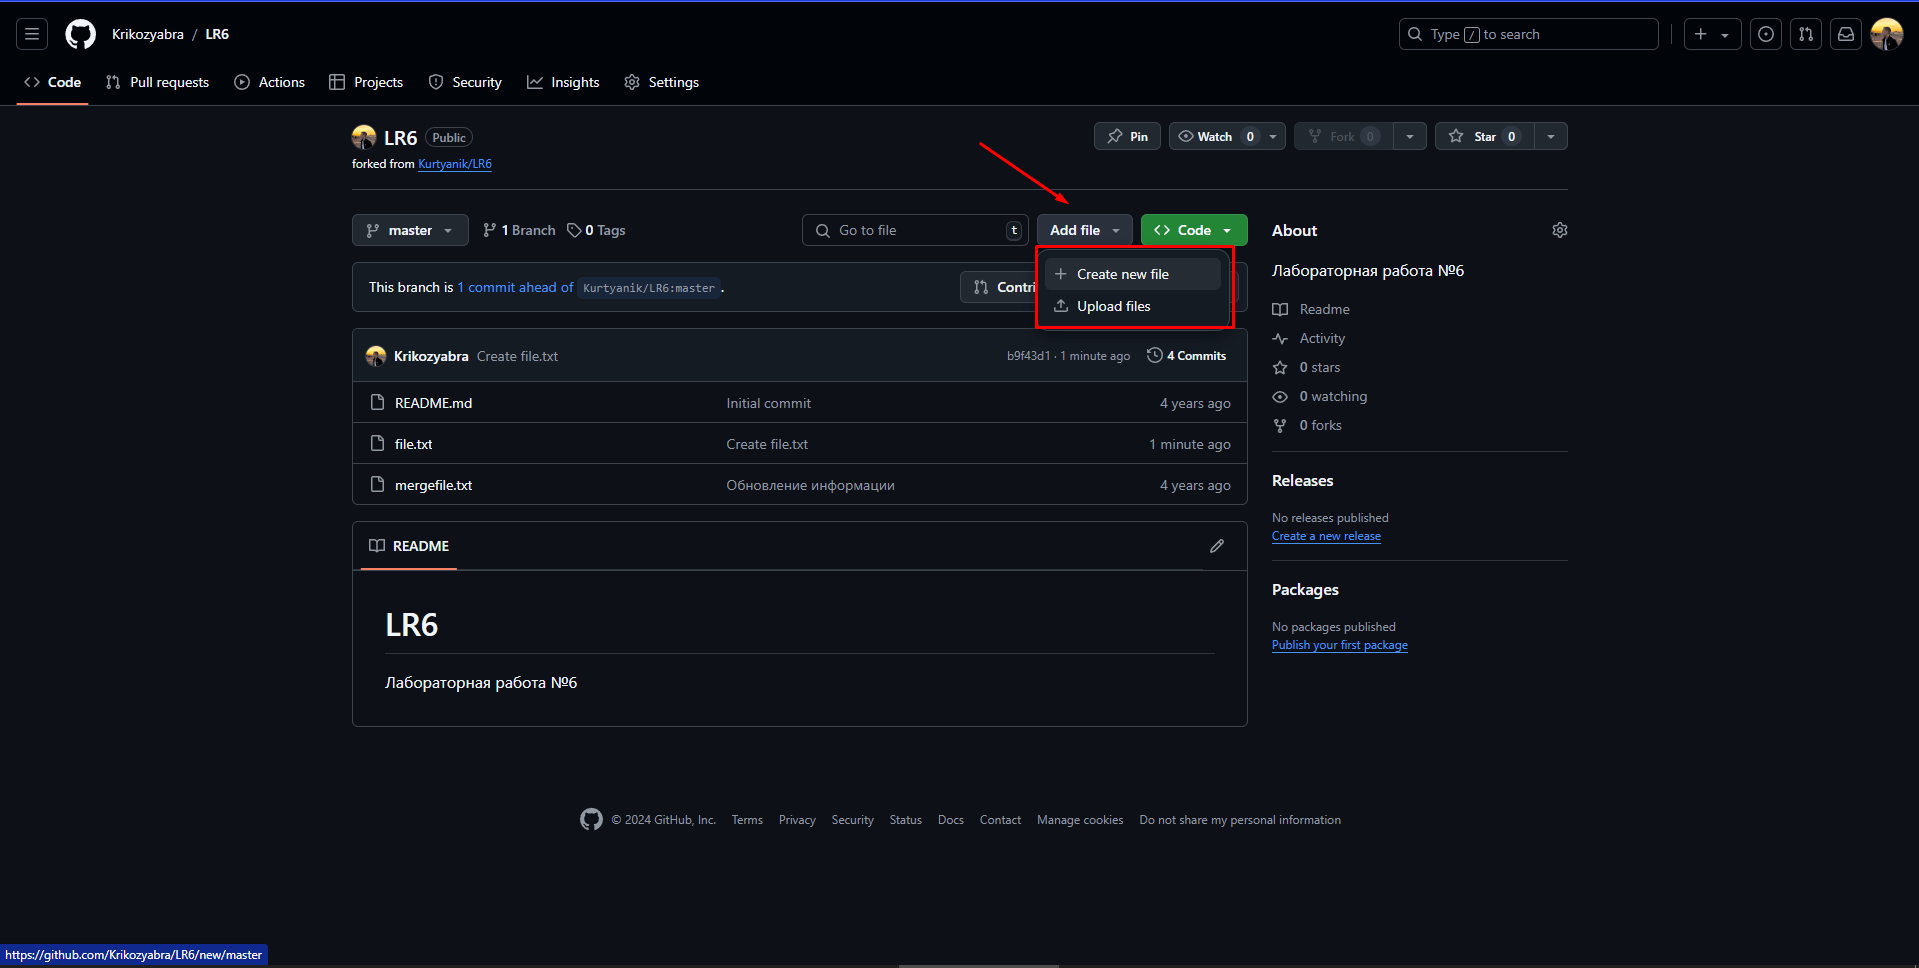 Krikozyabra / LR6
Type / to search
Code Pull requests Actions Projects Security Insights Settings
LR6 Public
Pin Watch 0 Fork 0 Star 0
forked from Kurtyanik/LR6
master 1 Branch 0 Tags Go to file t Add file Code
Create new file
Upload files
This branch is 1 commit ahead of Kurtyanik/LR6:master .
Contri
Krikozyabra Create file.txt b9f43d1 · 1 minute ago 4 Commits
README.md Initial commit 4 years ago
file.txt Create file.txt 1 minute ago
mergefile.txt Обновление информации 4 years ago
README
LR6
Лабораторная работа №6
About
Лабораторная работа №6
Readme
Activity
0 stars
0 watching
0 forks
Releases
No releases published
Create a new release
Packages
No packages published
Publish your first package
© 2024 GitHub, Inc. Terms Privacy Security Status Docs Contact Manage cookies Do not share my personal information
https://github.com/Krikozyabra/LR6/new/master